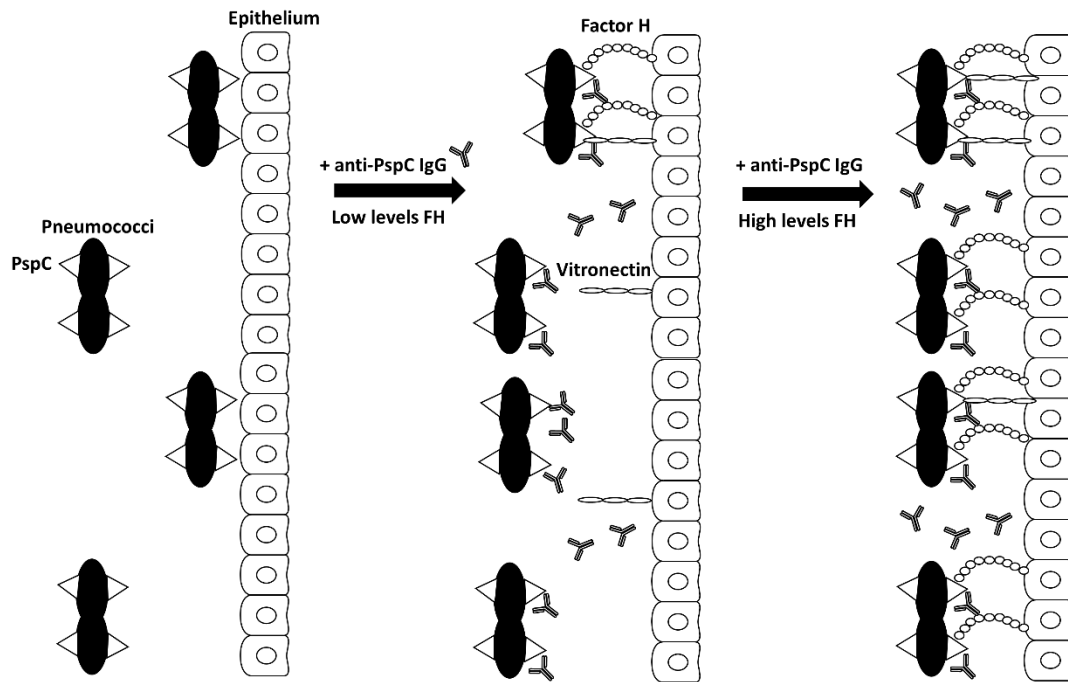 Epithelium
Factor H
+ anti-PspC IgG
Low levels FH
+ anti-PspC IgG
High levels FH
Pneumococci
PspC
Vitronectin